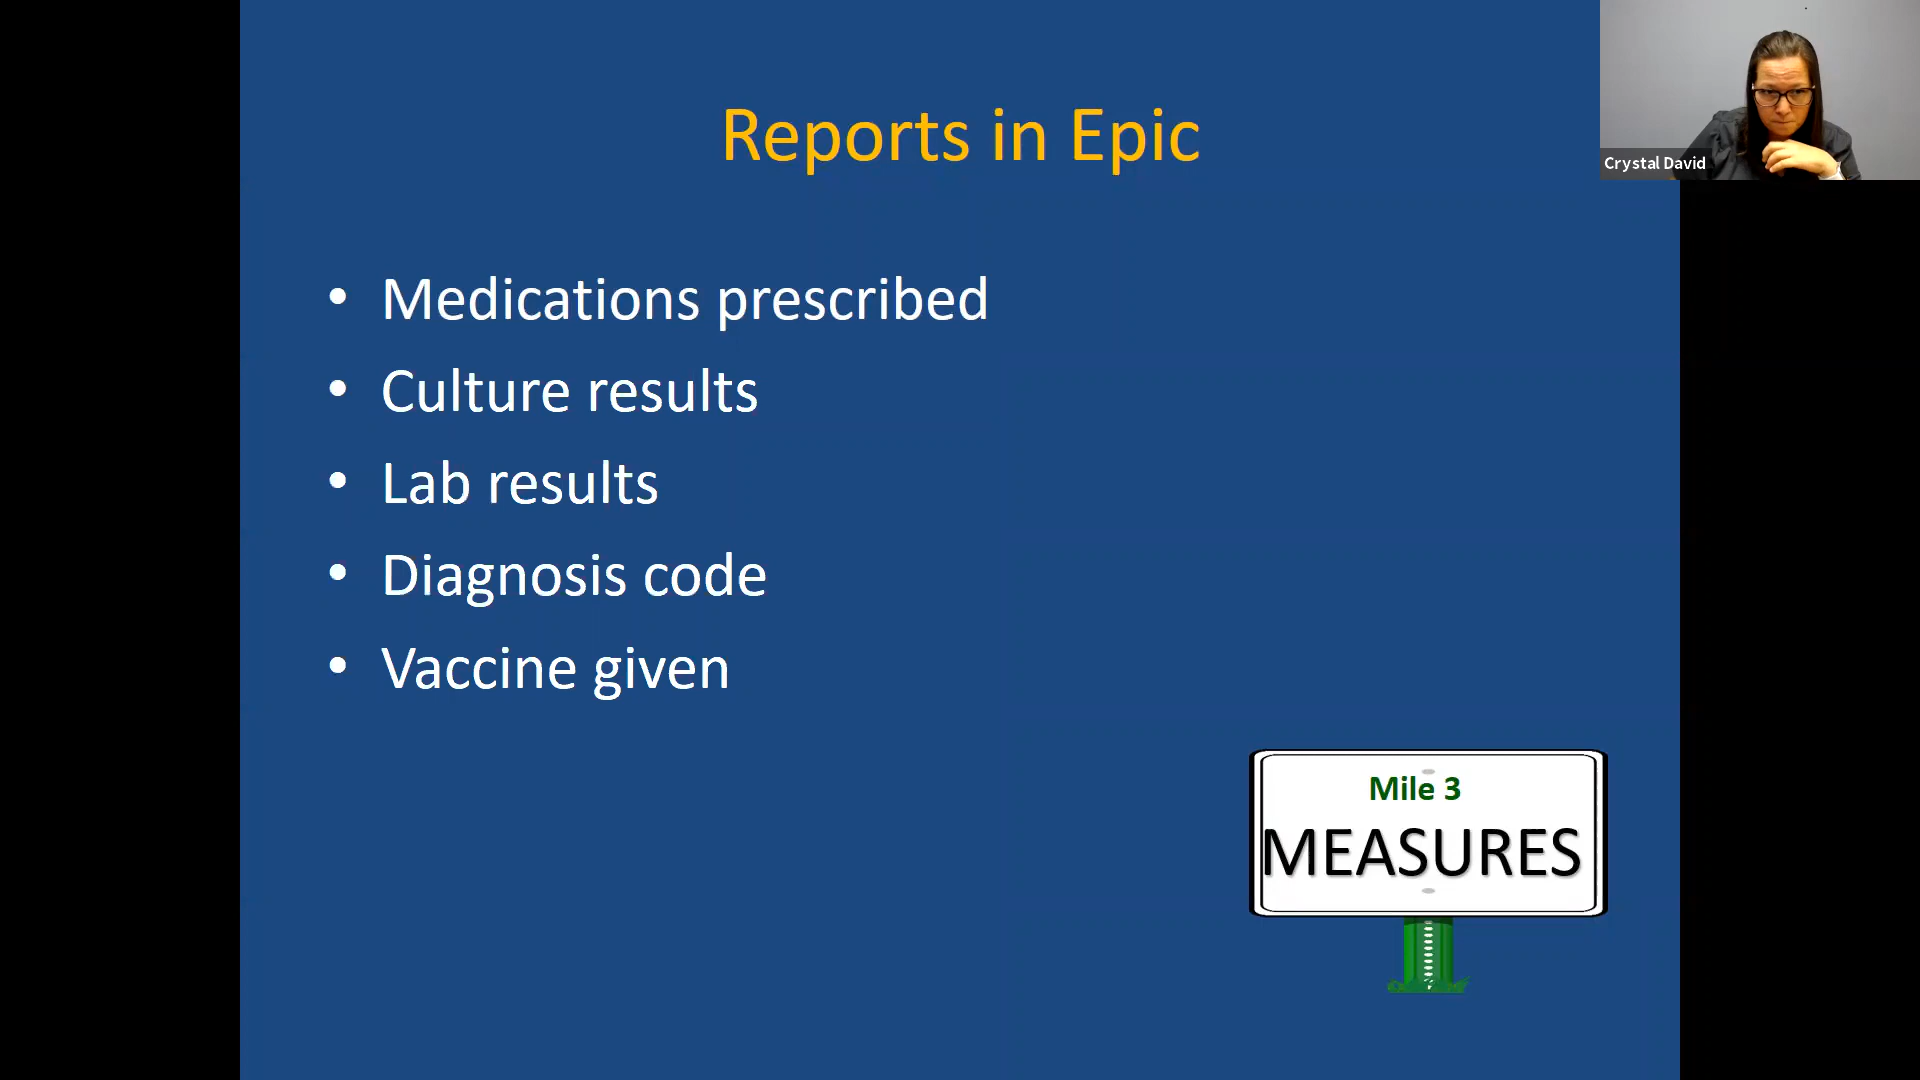 Reports in Epic
Crystal David
• Medications prescribed
• Culture results
• Lab results
• Diagnosis code
• Vaccine given
Mile 3
MEASURES